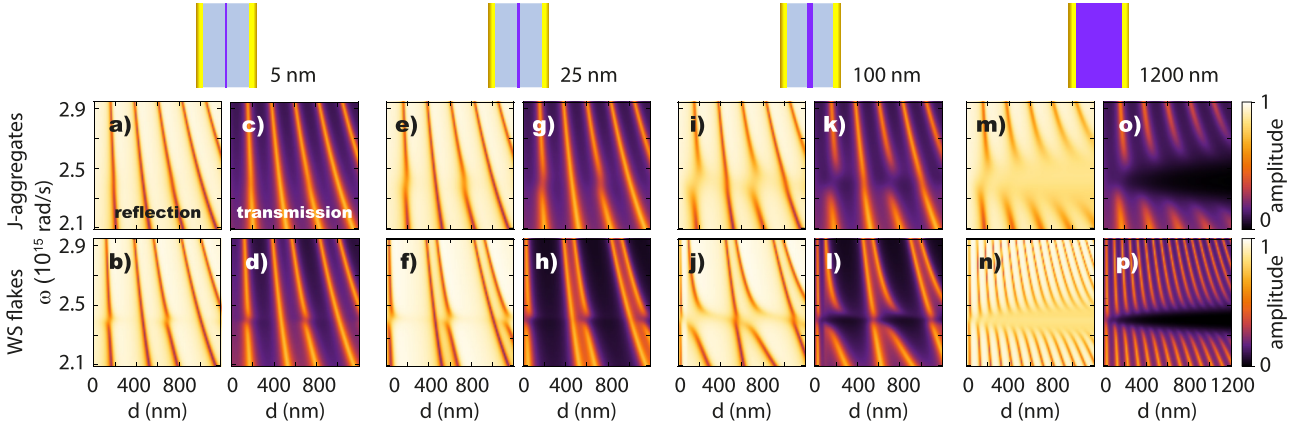 5 nm
25 nm
100 nm
1200 nm
J-aggregates
WS flakes
ω (10¹⁵ rad/s)
2.9
2.5
2.1
2.9
2.5
2.1
a)
c)
e)
g)
i)
k)
m)
o)
reflection
transmission
b)
d)
f)
h)
j)
l)
n)
p)
1
0
amplitude
1
0
amplitude
0 400 800
0 400 800
0 400 800
0 400 800
0 400 800
0 400 800
0 400 800
0 400 800 1200
d (nm)
d (nm)
d (nm)
d (nm)
d (nm)
d (nm)
d (nm)
d (nm)